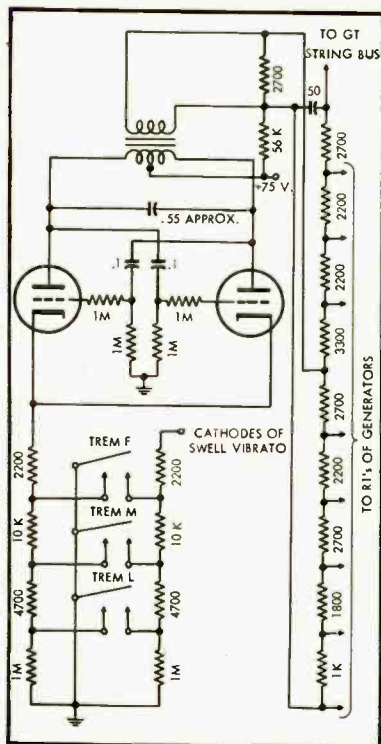 TO GT
STRING BUS
2700
50
56 K
+75 V.
2700
.55 APPROX.
2200
.1
.1
2200
1M
1M
1M
1M
3300
2700
CATHODES OF
SWELL VIBRATO
2200
TREM F
2200
2200
10 K
TREM M
10 K
2700
4700
TREM L
4700
1800
1M
1M
1K
TO R1's OF GENERATORS